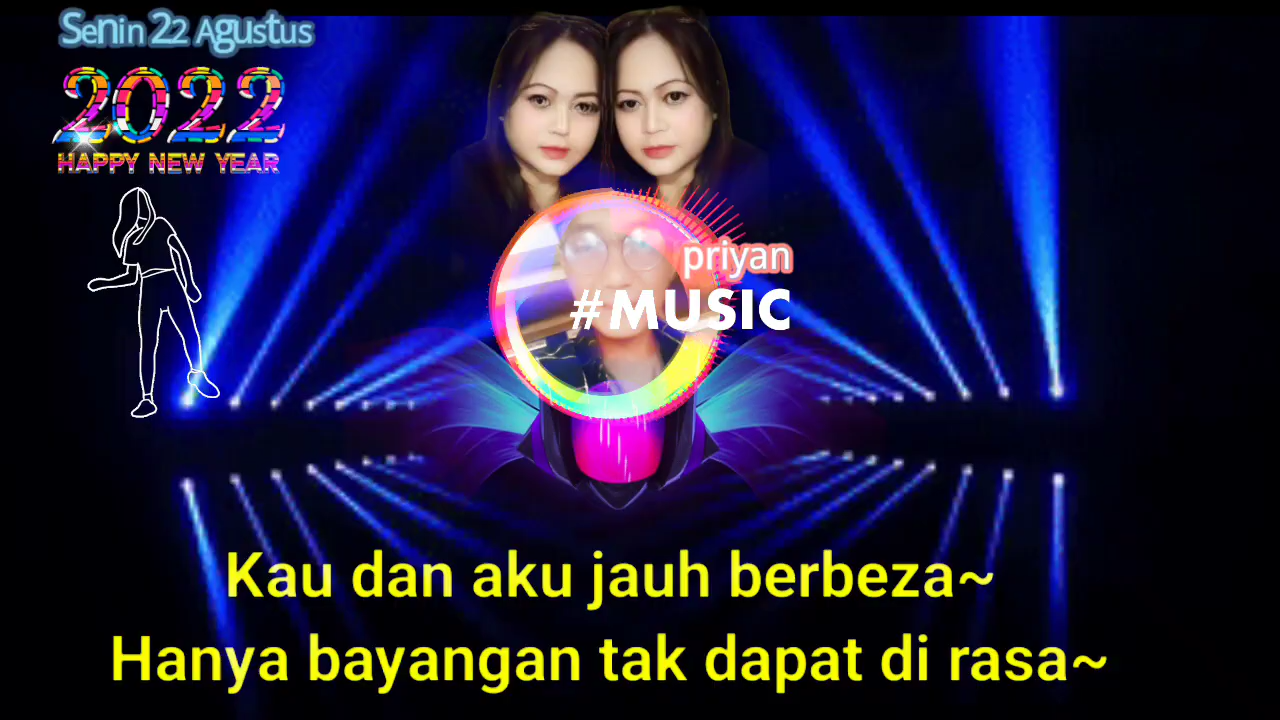 Senin 22 Agustus
2022
HAPPY NEW YEAR
priyan
#MUSIC
Kau dan aku jauh berbeza~
Hanya bayangan tak dapat di rasa~